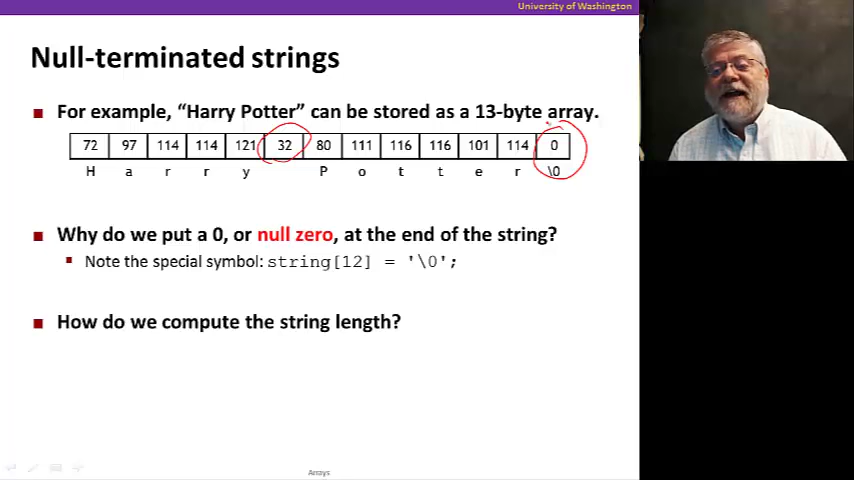 University of Washington
Null-terminated strings
■ For example, “Harry Potter” can be stored as a 13-byte array.
72 97 114 114 121 32 80 111 116 116 101 114 0
H a r r y P o t t e r \0
■ Why do we put a 0, or null zero, at the end of the string?
■ Note the special symbol: string[12] = '\0';
■ How do we compute the string length?
Arrays